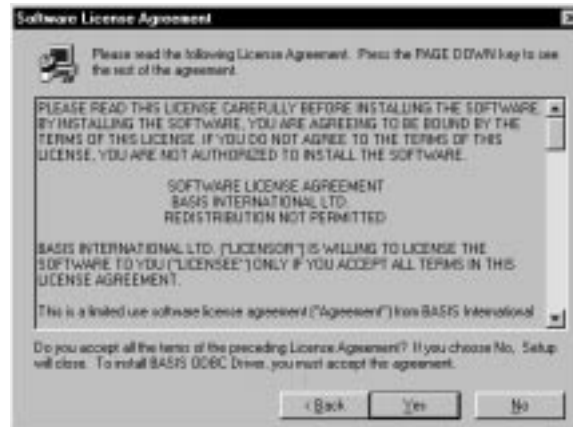 Software License Agreement
Please read the following License Agreement. Press the PAGE DOWN key to see
the rest of the agreement.
PLEASE READ THIS LICENSE CAREFULLY BEFORE INSTALLING THE SOFTWARE.
BY INSTALLING THE SOFTWARE, YOU ARE AGREEING TO BE BOUND BY THE
TERMS OF THIS LICENSE. IF YOU DO NOT AGREE TO THE TERMS OF THIS
LICENSE, YOU ARE NOT AUTHORIZED TO INSTALL THE SOFTWARE.
SOFTWARE LICENSE AGREEMENT
BASIS INTERNATIONAL LTD.
REDISTRIBUTION NOT PERMITTED
BASIS INTERNATIONAL LTD. ("LICENSOR") IS WILLING TO LICENSE THE
SOFTWARE TO YOU ("LICENSEE") ONLY IF YOU ACCEPT ALL TERMS IN THIS
LICENSE AGREEMENT.
This is a limited use software license agreement ("Agreement") from BASIS International
Do you accept all the terms of the preceding License Agreement? If you choose No, Setup
will close. To install BASIS ODBC Driver, you must accept this agreement.
< Back Yes No